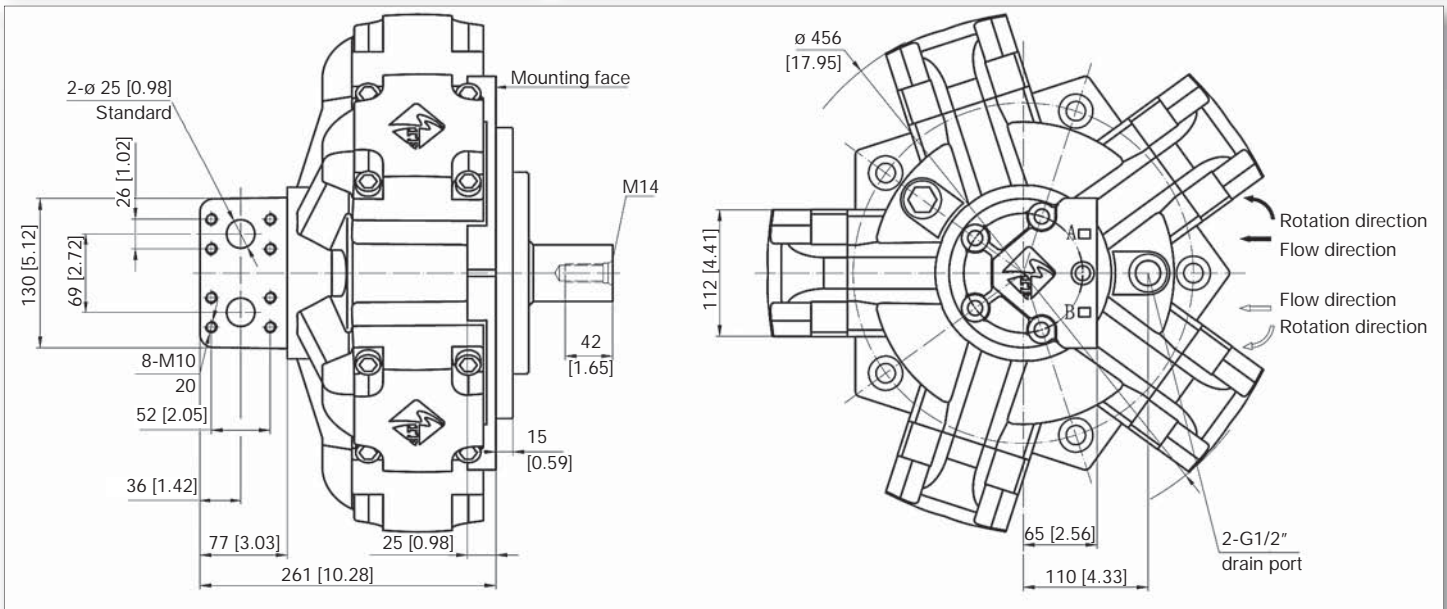 2-ø 25 [0.98]
Standard
26 [1.02]
130 [5.12]
69 [2.72]
8-M10
20
52 [2.05]
36 [1.42]
77 [3.03]
261 [10.28]
25 [0.98]
Mounting face
M14
42
[1.65]
15
[0.59]
ø 456
[17.95]
112 [4.41]
A
B
Rotation direction
Flow direction
Flow direction
Rotation direction
65 [2.56]
110 [4.33]
2-G1/2"
drain port